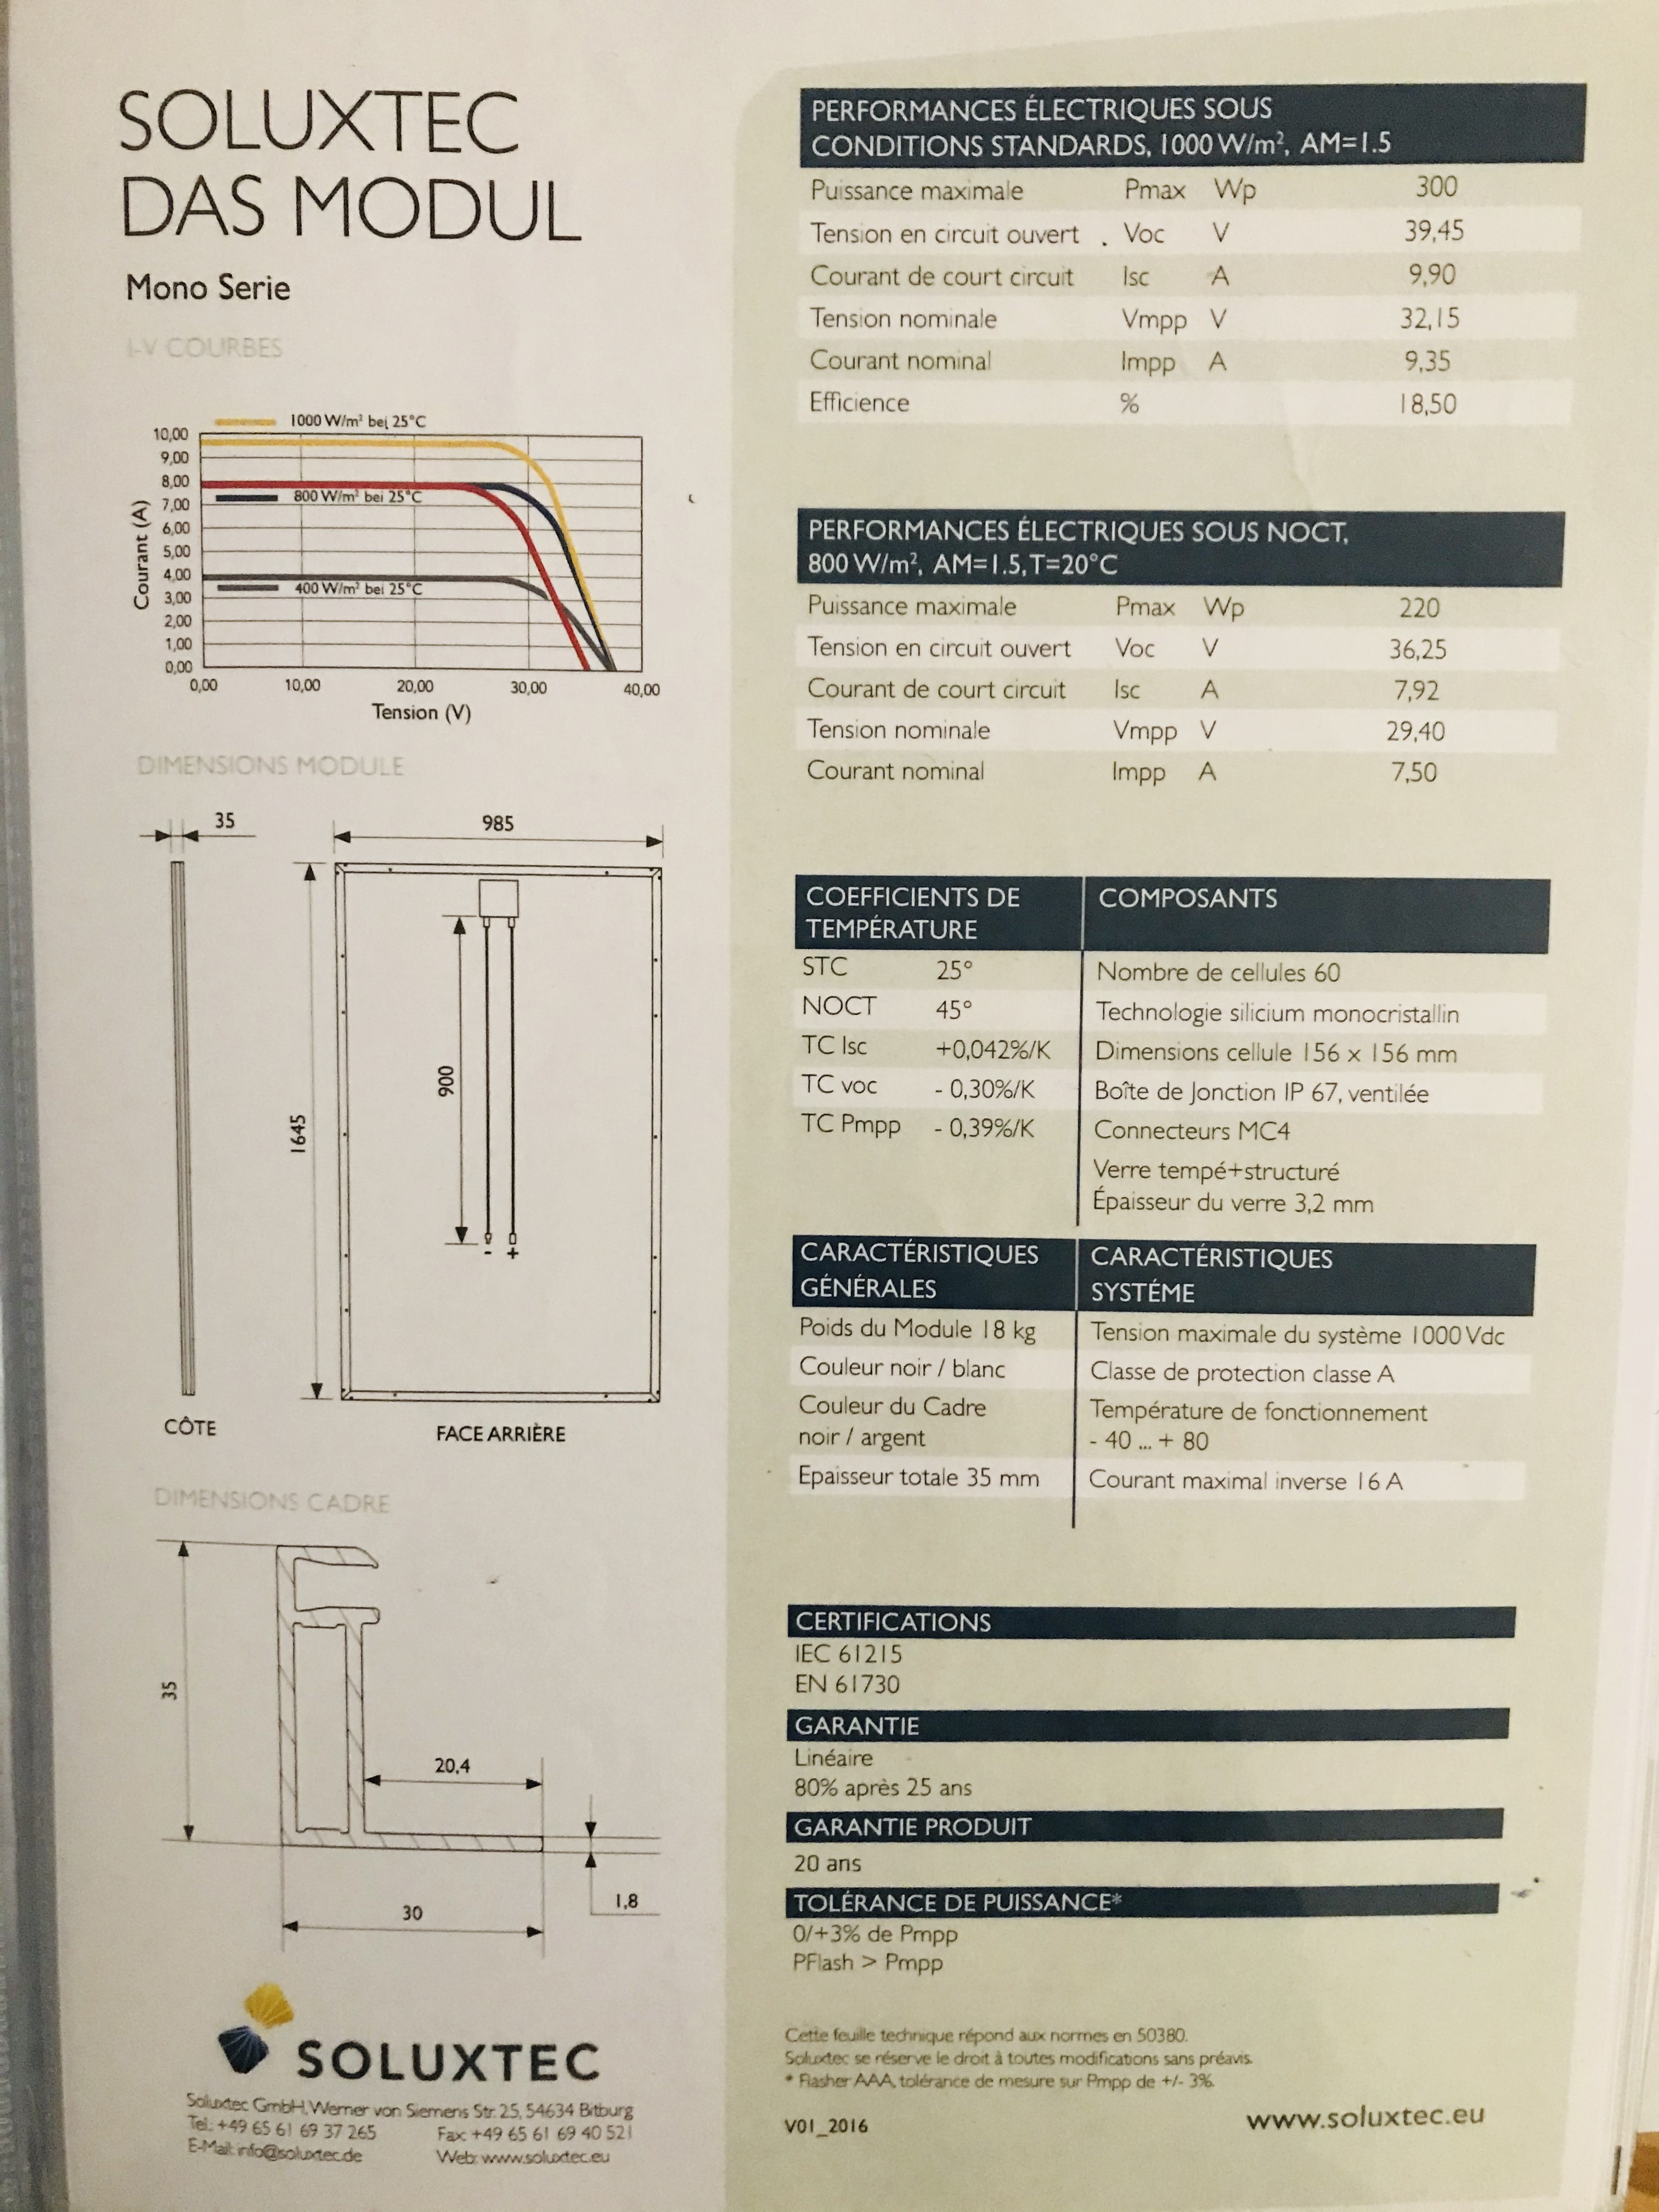 SOLUXTEC
DAS MODUL
Mono Serie
I-V COURBES
1000 W/m² bei 25°C
10,00
9,00
8,00
7,00
6,00
5,00
4,00
3,00
2,00
1,00
0,00
Courant (A)
800 W/m² bei 25°C
400 W/m² bei 25°C
0,00 10,00 20,00 30,00 40,00
Tension (V)
DIMENSIONS MODULE
35
985
900
1645
- +
CÔTE
FACE ARRIÈRE
DIMENSIONS CADRE
35
20,4
1,8
30
SOLUXTEC
Soluxtec GmbH, Werner von Siemens Str. 25, 54634 Bitburg
Tel.: +49 65 61 69 37 265 Fax: +49 65 61 69 40 521
E-Mail: info@soluxtec.de Web: www.soluxtec.eu
PERFORMANCES ÉLECTRIQUES SOUS
CONDITIONS STANDARDS, 1000 W/m², AM=1.5
Puissance maximale Pmax Wp 300
Tension en circuit ouvert . Voc V 39,45
Courant de court circuit Isc A 9,90
Tension nominale Vmpp V 32,15
Courant nominal Impp A 9,35
Efficience % 18,50
PERFORMANCES ÉLECTRIQUES SOUS NOCT,
800 W/m², AM=1.5, T=20°C
Puissance maximale Pmax Wp 220
Tension en circuit ouvert Voc V 36,25
Courant de court circuit Isc A 7,92
Tension nominale Vmpp V 29,40
Courant nominal Impp A 7,50
COEFFICIENTS DE
TEMPÉRATURE
STC 25°
NOCT 45°
TC Isc +0,042%/K
TC voc - 0,30%/K
TC Pmpp - 0,39%/K
COMPOSANTS
Nombre de cellules 60
Technologie silicium monocristallin
Dimensions cellule 156 x 156 mm
Boîte de Jonction IP 67, ventilée
Connecteurs MC4
Verre tempé+structuré
Épaisseur du verre 3,2 mm
CARACTÉRISTIQUES
GÉNÉRALES
Poids du Module 18 kg
Couleur noir / blanc
Couleur du Cadre
noir / argent
Epaisseur totale 35 mm
CARACTÉRISTIQUES
SYSTÉME
Tension maximale du système 1000 Vdc
Classe de protection classe A
Température de fonctionnement
- 40 ... + 80
Courant maximal inverse 16 A
CERTIFICATIONS
IEC 61215
EN 61730
GARANTIE
Linéaire
80% après 25 ans
GARANTIE PRODUIT
20 ans
TOLÉRANCE DE PUISSANCE*
0/+3% de Pmpp
PFlash > Pmpp
Cette feuille technique répond aux normes en 50380.
Soluxtec se réserve le droit à toutes modifications sans préavis.
* Flasher AAA, tolérance de mesure sur Pmpp de +/- 3%.
V01_2016
www.soluxtec.eu